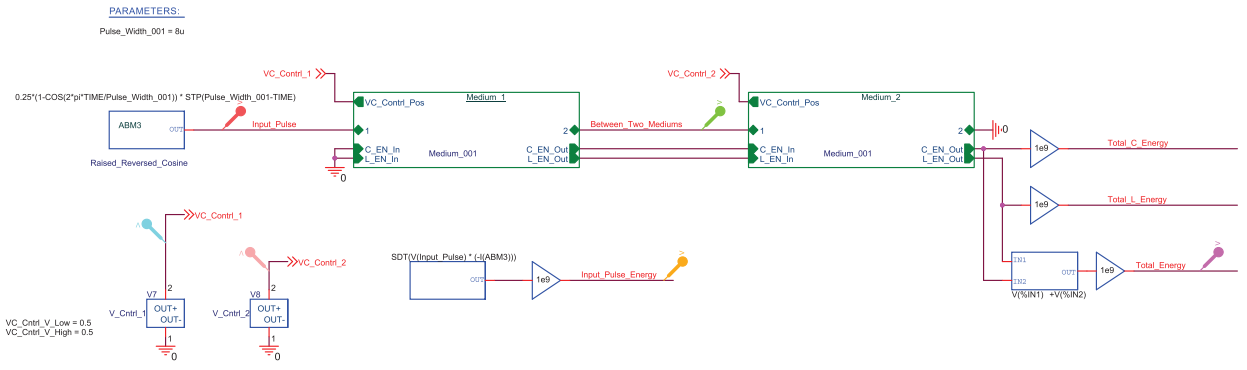 PARAMETERS:
Pulse_Width_001 = 8u
0.25*(1-COS(2*pi*TIME/Pulse_Width_001)) * STP(Pulse_Width_001-TIME)
ABM3
OUT
Raised_Reversed_Cosine
>
Input_Pulse
VC_Contrl_1
Medium_1
VC_Contrl_Pos
1
2
C_EN_In
L_EN_In
Medium_001
C_EN_Out
L_EN_Out
0
Between_Two_Mediums
>
VC_Contrl_2
Medium_2
VC_Contrl_Pos
1
2
0
C_EN_In
L_EN_In
Medium_001
C_EN_Out
L_EN_Out
1e9
Total_C_Energy
1e9
Total_L_Energy
IN1
IN2
OUT
V(%IN1) +V(%IN2)
1e9
Total_Energy
>
VC_Contrl_1
>
2
V7
OUT+
OUT-
V_Cntrl_1
1
0
VC_Cntrl_V_Low = 0.5
VC_Cntrl_V_High = 0.5
VC_Contrl_2
>
2
V8
OUT+
OUT-
V_Cntrl_2
1
0
SDT(V(Input_Pulse) * (-I(ABM3)))
OUT
1e9
Input_Pulse_Energy
>